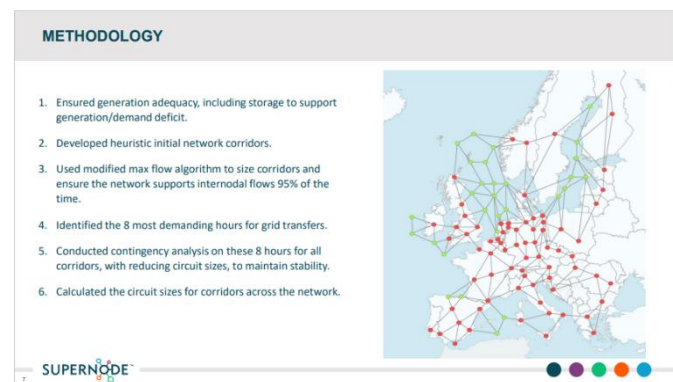 METHODOLOGY
1. Ensured generation adequacy, including storage to support
generation/demand deficit.
2. Developed heuristic initial network corridors.
3. Used modified max flow algorithm to size corridors and
ensure the network supports internodal flows 95% of the
time.
4. Identified the 8 most demanding hours for grid transfers.
5. Conducted contingency analysis on these 8 hours for all
corridors, with reducing circuit sizes, to maintain stability.
6. Calculated the circuit sizes for corridors across the network.
SUPERNODE™
7